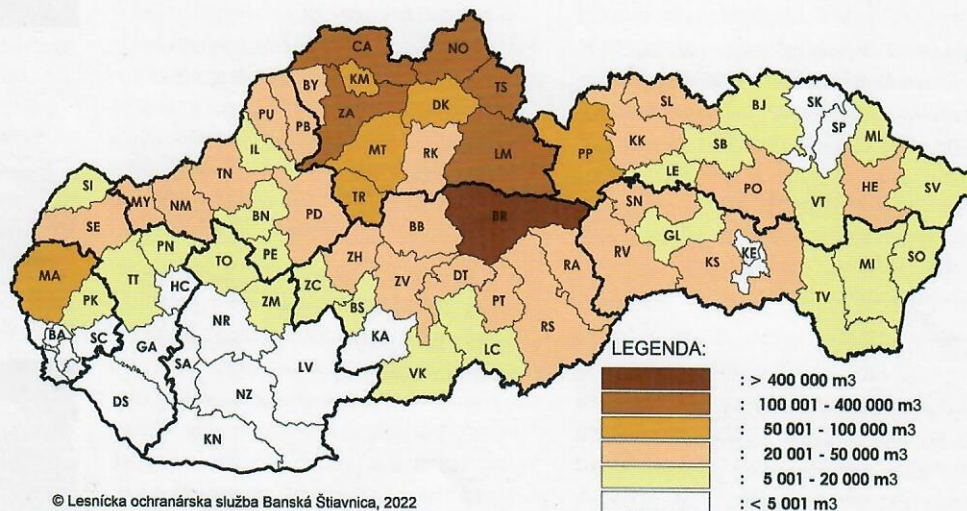 CA
NO
BY
KM
TS
PU
PB
ZA
DK
SL
BJ
SK
SP
ML
IL
MT
RK
LM
PP
KK
SB
LE
TN
TR
PO
HE
SV
SI
MY
NM
BN
PD
BR
SN
VT
SE
BB
GL
PN
PE
RV
KS
KE
MI
SO
MA
TT
TO
ZH
DT
RA
HC
ZC
ZV
TV
PK
ZM
BS
PT
BA
SC
NR
KA
RS
GA
SA
LV
LC
VK
DS
NZ
KN
LEGENDA:
: > 400 000 m3
: 100 001 - 400 000 m3
: 50 001 - 100 000 m3
: 20 001 - 50 000 m3
: 5 001 - 20 000 m3
: < 5 001 m3
© Lesnícka ochranárska služba Banská Štiavnica, 2022